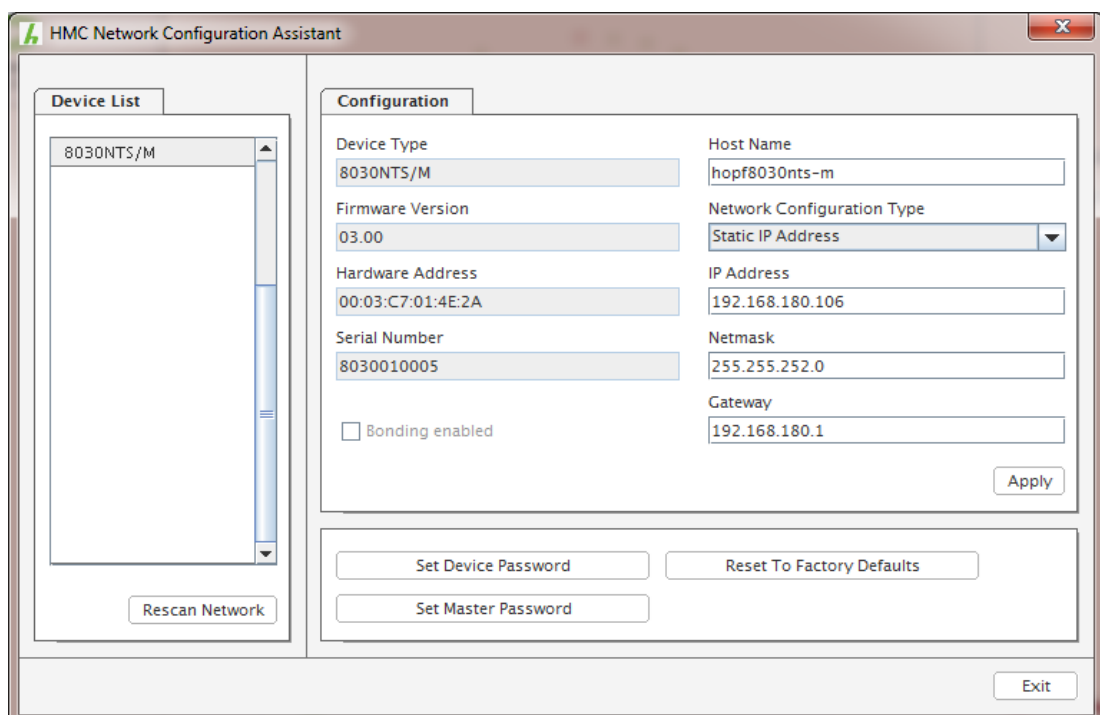 HMC Network Configuration Assistant
Device List
8030NTS/M
Rescan Network
Configuration
Device Type
8030NTS/M
Firmware Version
03.00
Hardware Address
00:03:C7:01:4E:2A
Serial Number
8030010005
Bonding enabled
Host Name
hopf8030nts-m
Network Configuration Type
Static IP Address
IP Address
192.168.180.106
Netmask
255.255.252.0
Gateway
192.168.180.1
Apply
Set Device Password
Reset To Factory Defaults
Set Master Password
Exit